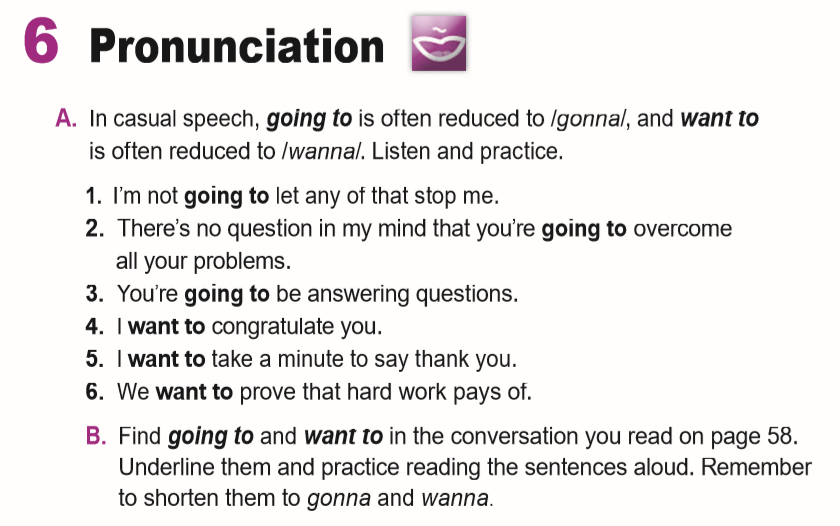 6 Pronunciation
A. In casual speech, going to is often reduced to /gonna/, and want to
is often reduced to /wanna/. Listen and practice.
1. I'm not going to let any of that stop me.
2. There's no question in my mind that you're going to overcome
all your problems.
3. You're going to be answering questions.
4. I want to congratulate you.
5. I want to take a minute to say thank you.
6. We want to prove that hard work pays of.
B. Find going to and want to in the conversation you read on page 58.
Underline them and practice reading the sentences aloud. Remember
to shorten them to gonna and wanna.